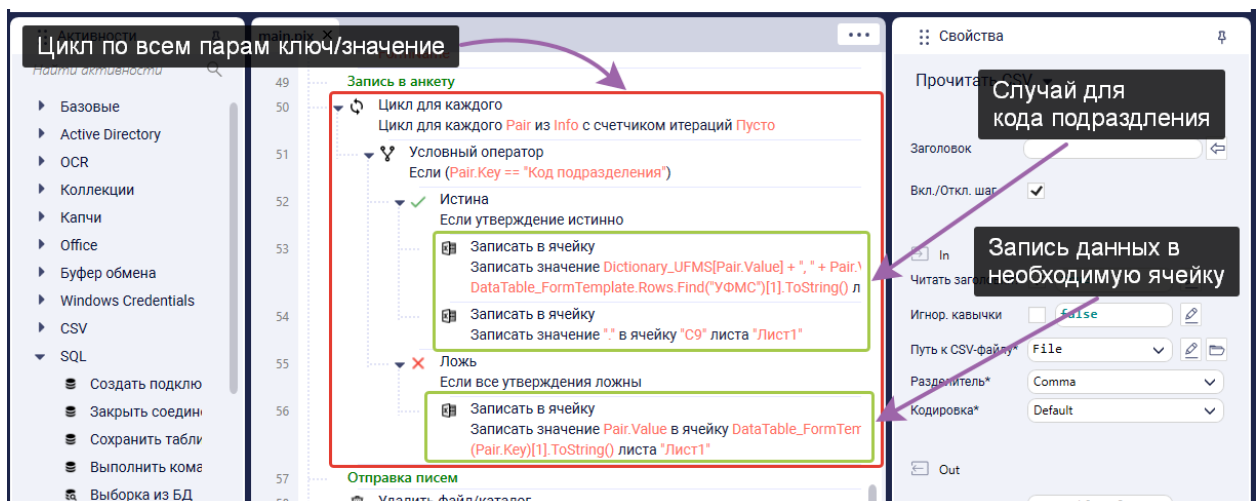 Цикл по всем парам ключ/значение
Найти активности
Базовые
Active Directory
OCR
Коллекции
Капчи
Office
Буфер обмена
Windows Credentials
CSV
SQL
Создать подклю
Закрыть соедин
Сохранить табли
Выполнить кома
Выборка из БД
49 Запись в анкету
50 Цикл для каждого
Цикл для каждого Pair из Info с счетчиком итераций Пусто
51 Условный оператор
Если (Pair.Key == "Код подразделения")
52 Истина
Если утверждение истинно
53 Записать в ячейку
Записать значение Dictionary_UFMS[Pair.Value] + ", " + Pair.V
DataTable_FormTemplate.Rows.Find("УФМС")[1].ToString() л
54 Записать в ячейку
Записать значение "." в ячейку "C9" листа "Лист1"
55 Ложь
Если все утверждения ложны
56 Записать в ячейку
Записать значение Pair.Value в ячейку DataTable_FormTem
(Pair.Key)[1].ToString() листа "Лист1"
57 Отправка писем
Удалить файл/каталог
Свойства
Прочитать CSV
Случай для
кода подраздления
Заголовок
Вкл./Откл. шаг
In
Запись данных в
необходимую ячейку
Читать
Игнор. кавычки false
Путь к CSV-файлу* File
Разделитель* Comma
Кодировка* Default
Out